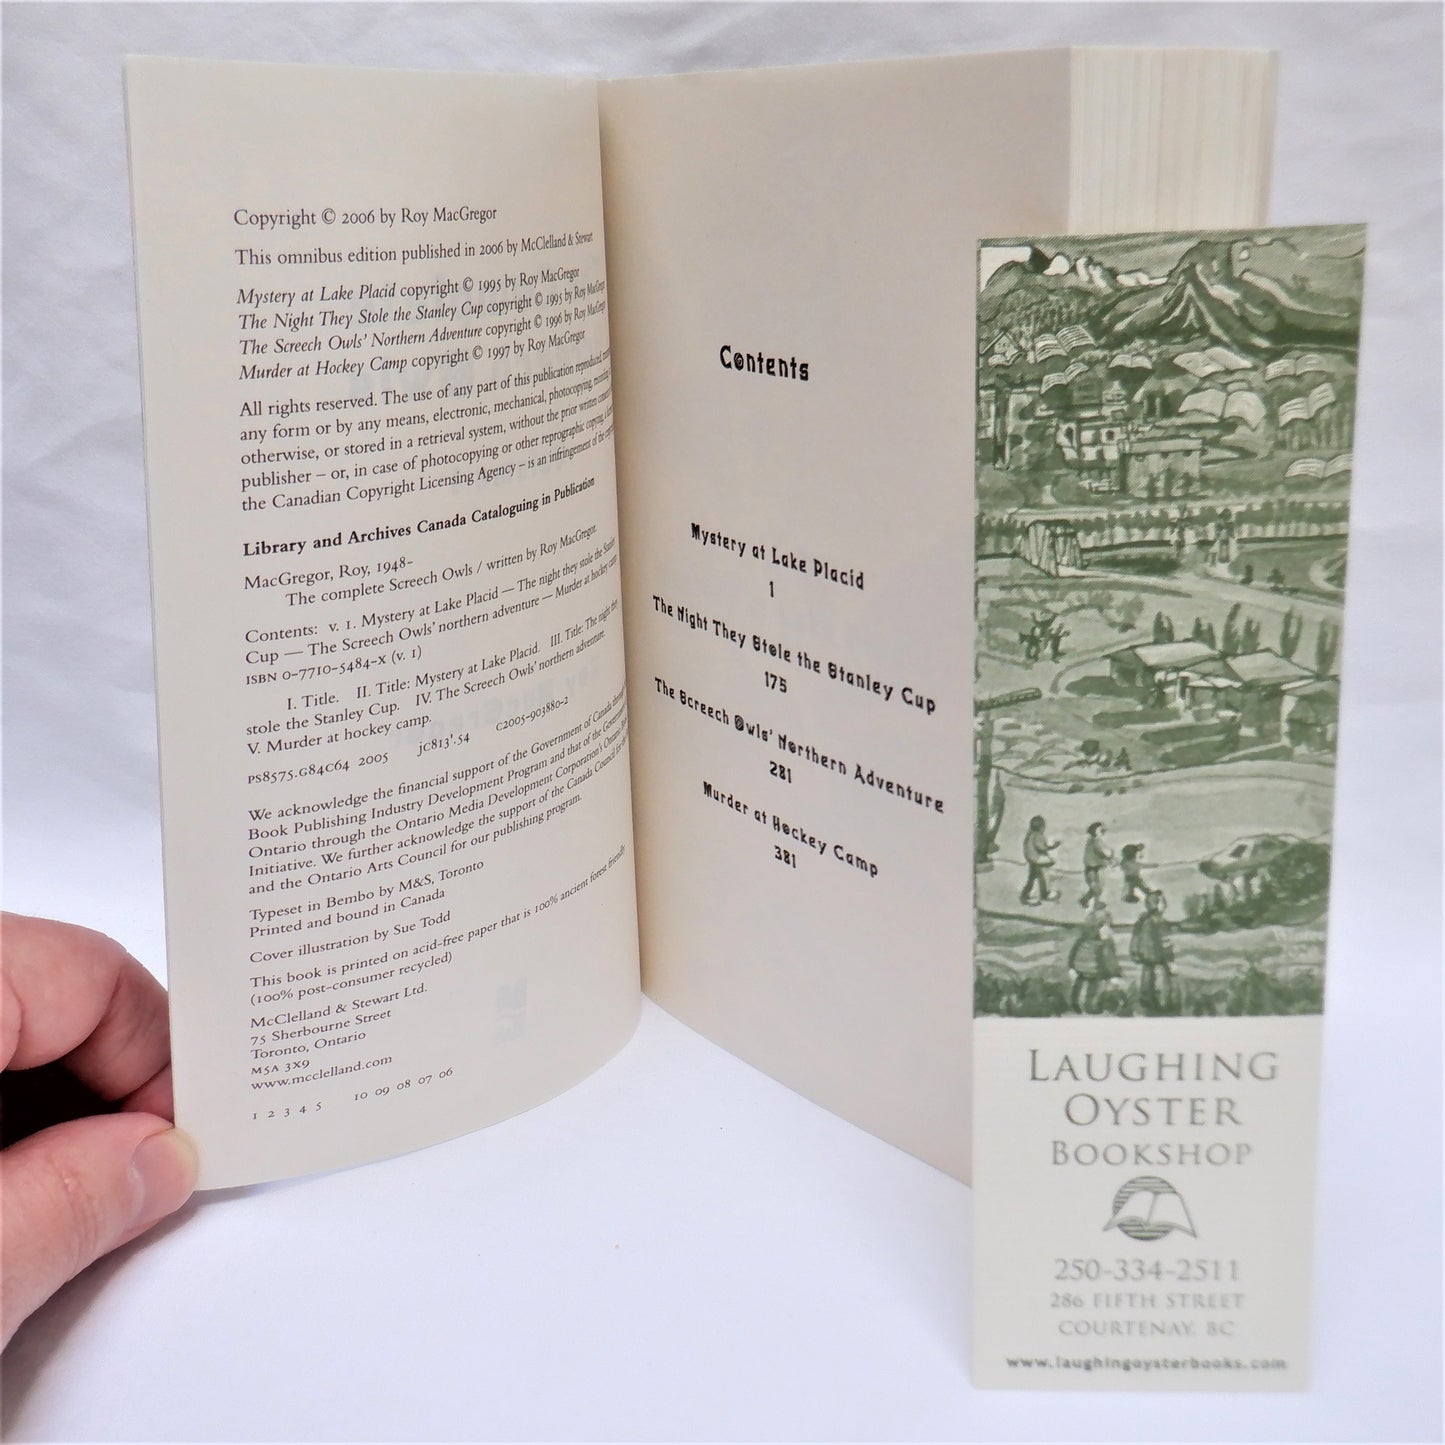 Copyright © 2006 by Roy MacGregor
This omnibus edition published in 2006 by McClelland & Stewart
Mystery at Lake Placid copyright © 1995 by Roy MacGregor
The Night They Stole the Stanley Cup copyright © 1995 by Roy MacGregor
The Screech Owls' Northern Adventure copyright © 1996 by Roy MacGregor
Murder at Hockey Camp copyright © 1997 by Roy MacGregor
All rights reserved. The use of any part of this publication reproduced,
any form or by any means, electronic, mechanical, photocopying,
otherwise, or stored in a retrieval system, without the prior written
publisher – or, in case of photocopying or other reprographic copying,
the Canadian Copyright Licensing Agency – is an infringement of the
Library and Archives Canada Cataloguing in Publication
MacGregor, Roy, 1948-
The complete Screech Owls / written by Roy MacGregor.
Contents: v. 1. Mystery at Lake Placid — The night they stole the Stanley
Cup — The Screech Owls' northern adventure — Murder at hockey camp
ISBN 0-7710-5484-X (v. 1)
I. Title. II. Title: Mystery at Lake Placid. III. Title: The night they
stole the Stanley Cup. IV. The Screech Owls' northern adventure.
V. Murder at hockey camp.
PS8575.G84C64 2005 jC813'.54 C2005-903880-2
We acknowledge the financial support of the Government of Canada through
Book Publishing Industry Development Program and that of the Government
Ontario through the Ontario Media Development Corporation's Ontario
Initiative. We further acknowledge the support of the Canada Council for
and the Ontario Arts Council for our publishing program.
Typeset in Bembo by M&S, Toronto
Printed and bound in Canada
Cover illustration by Sue Todd
This book is printed on acid-free paper that is 100% ancient forest friendly
(100% post-consumer recycled)
McClelland & Stewart Ltd.
75 Sherbourne Street
Toronto, Ontario
M5A 3X9
www.mcclelland.com
1 2 3 4 5 10 09 08 07 06
Contents
Mystery at Lake Placid
1
The Night They Stole the Stanley Cup
175
The Screech Owls' Northern Adventure
281
Murder at Hockey Camp
381
LAUGHING
OYSTER
BOOKSHOP
250-334-2511
286 FIFTH STREET
COURTENAY, BC
www.laughingoysterbooks.com